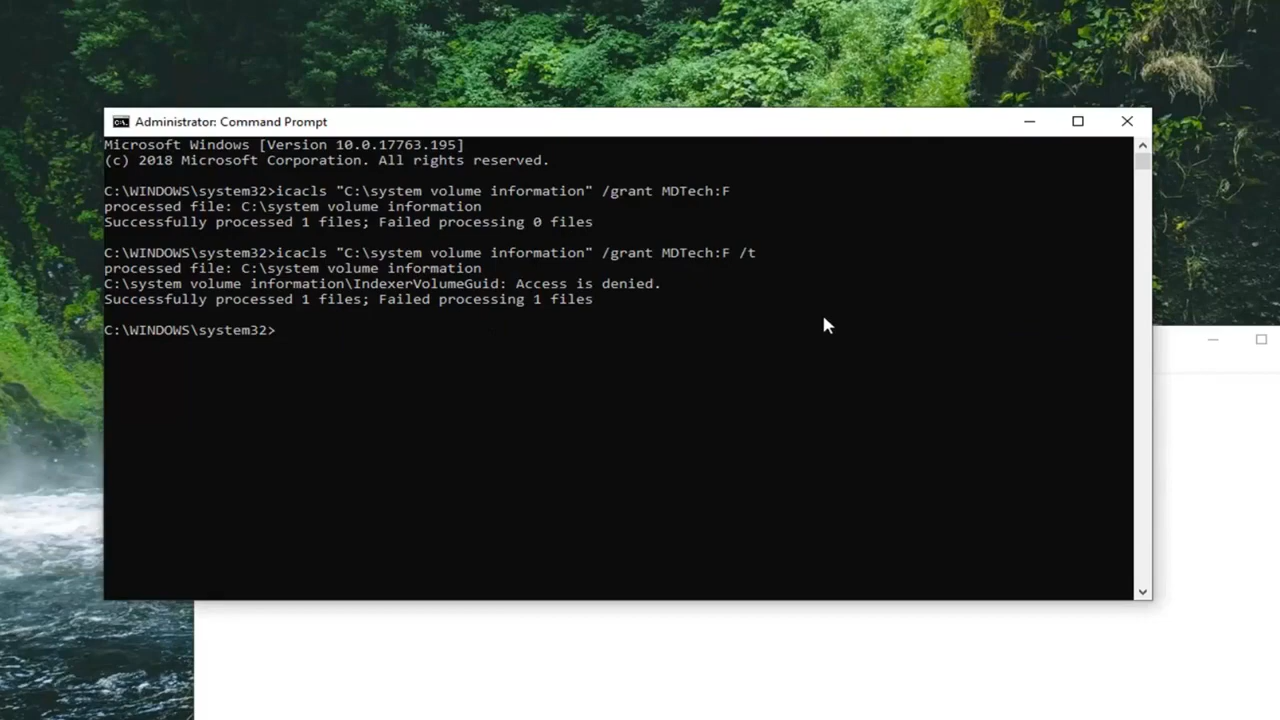 Administrator: Command Prompt
Microsoft Windows [Version 10.0.17763.195]
(c) 2018 Microsoft Corporation. All rights reserved.
C:\WINDOWS\system32>icacls "C:\system volume information" /grant MDTech:F
processed file: C:\system volume information
Successfully processed 1 files; Failed processing 0 files
C:\WINDOWS\system32>icacls "C:\system volume information" /grant MDTech:F /t
processed file: C:\system volume information
C:\system volume information\IndexerVolumeGuid: Access is denied.
Successfully processed 1 files; Failed processing 1 files
C:\WINDOWS\system32>